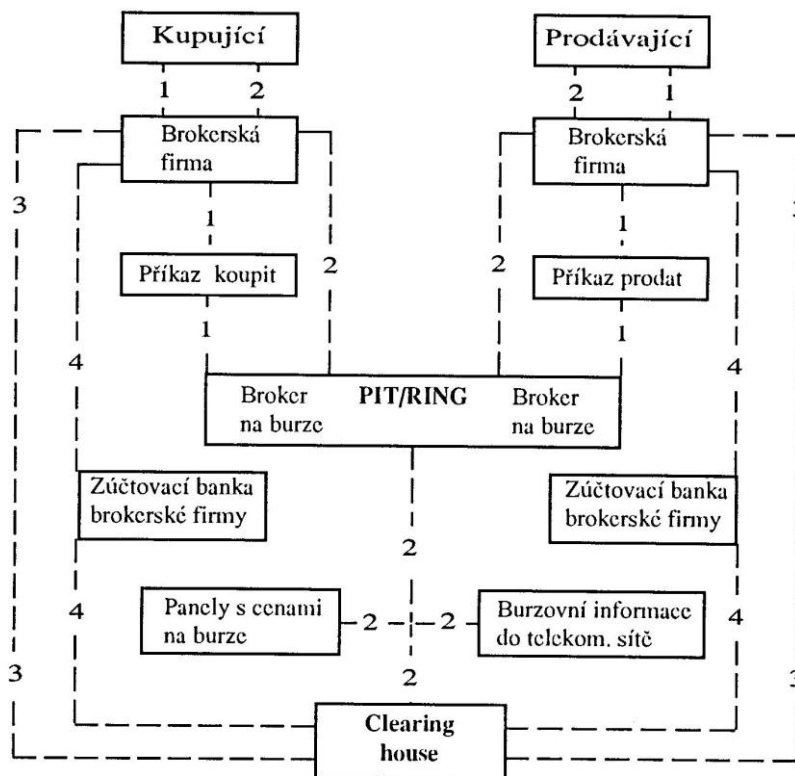 Kupující
Prodávající
1 2
2 1
Brokerská
firma
Brokerská
firma
3
1
1
3
2
2
Příkaz koupit
Příkaz prodat
1
1
4
4
Broker PIT/RING Broker
na burze na burze
Zúčtovací banka
brokerské firmy
Zúčtovací banka
brokerské firmy
2
Panely s cenami
na burze
2 2
Burzovní informace
do telekom. sítě
4
4
3
2
3
Clearing
house